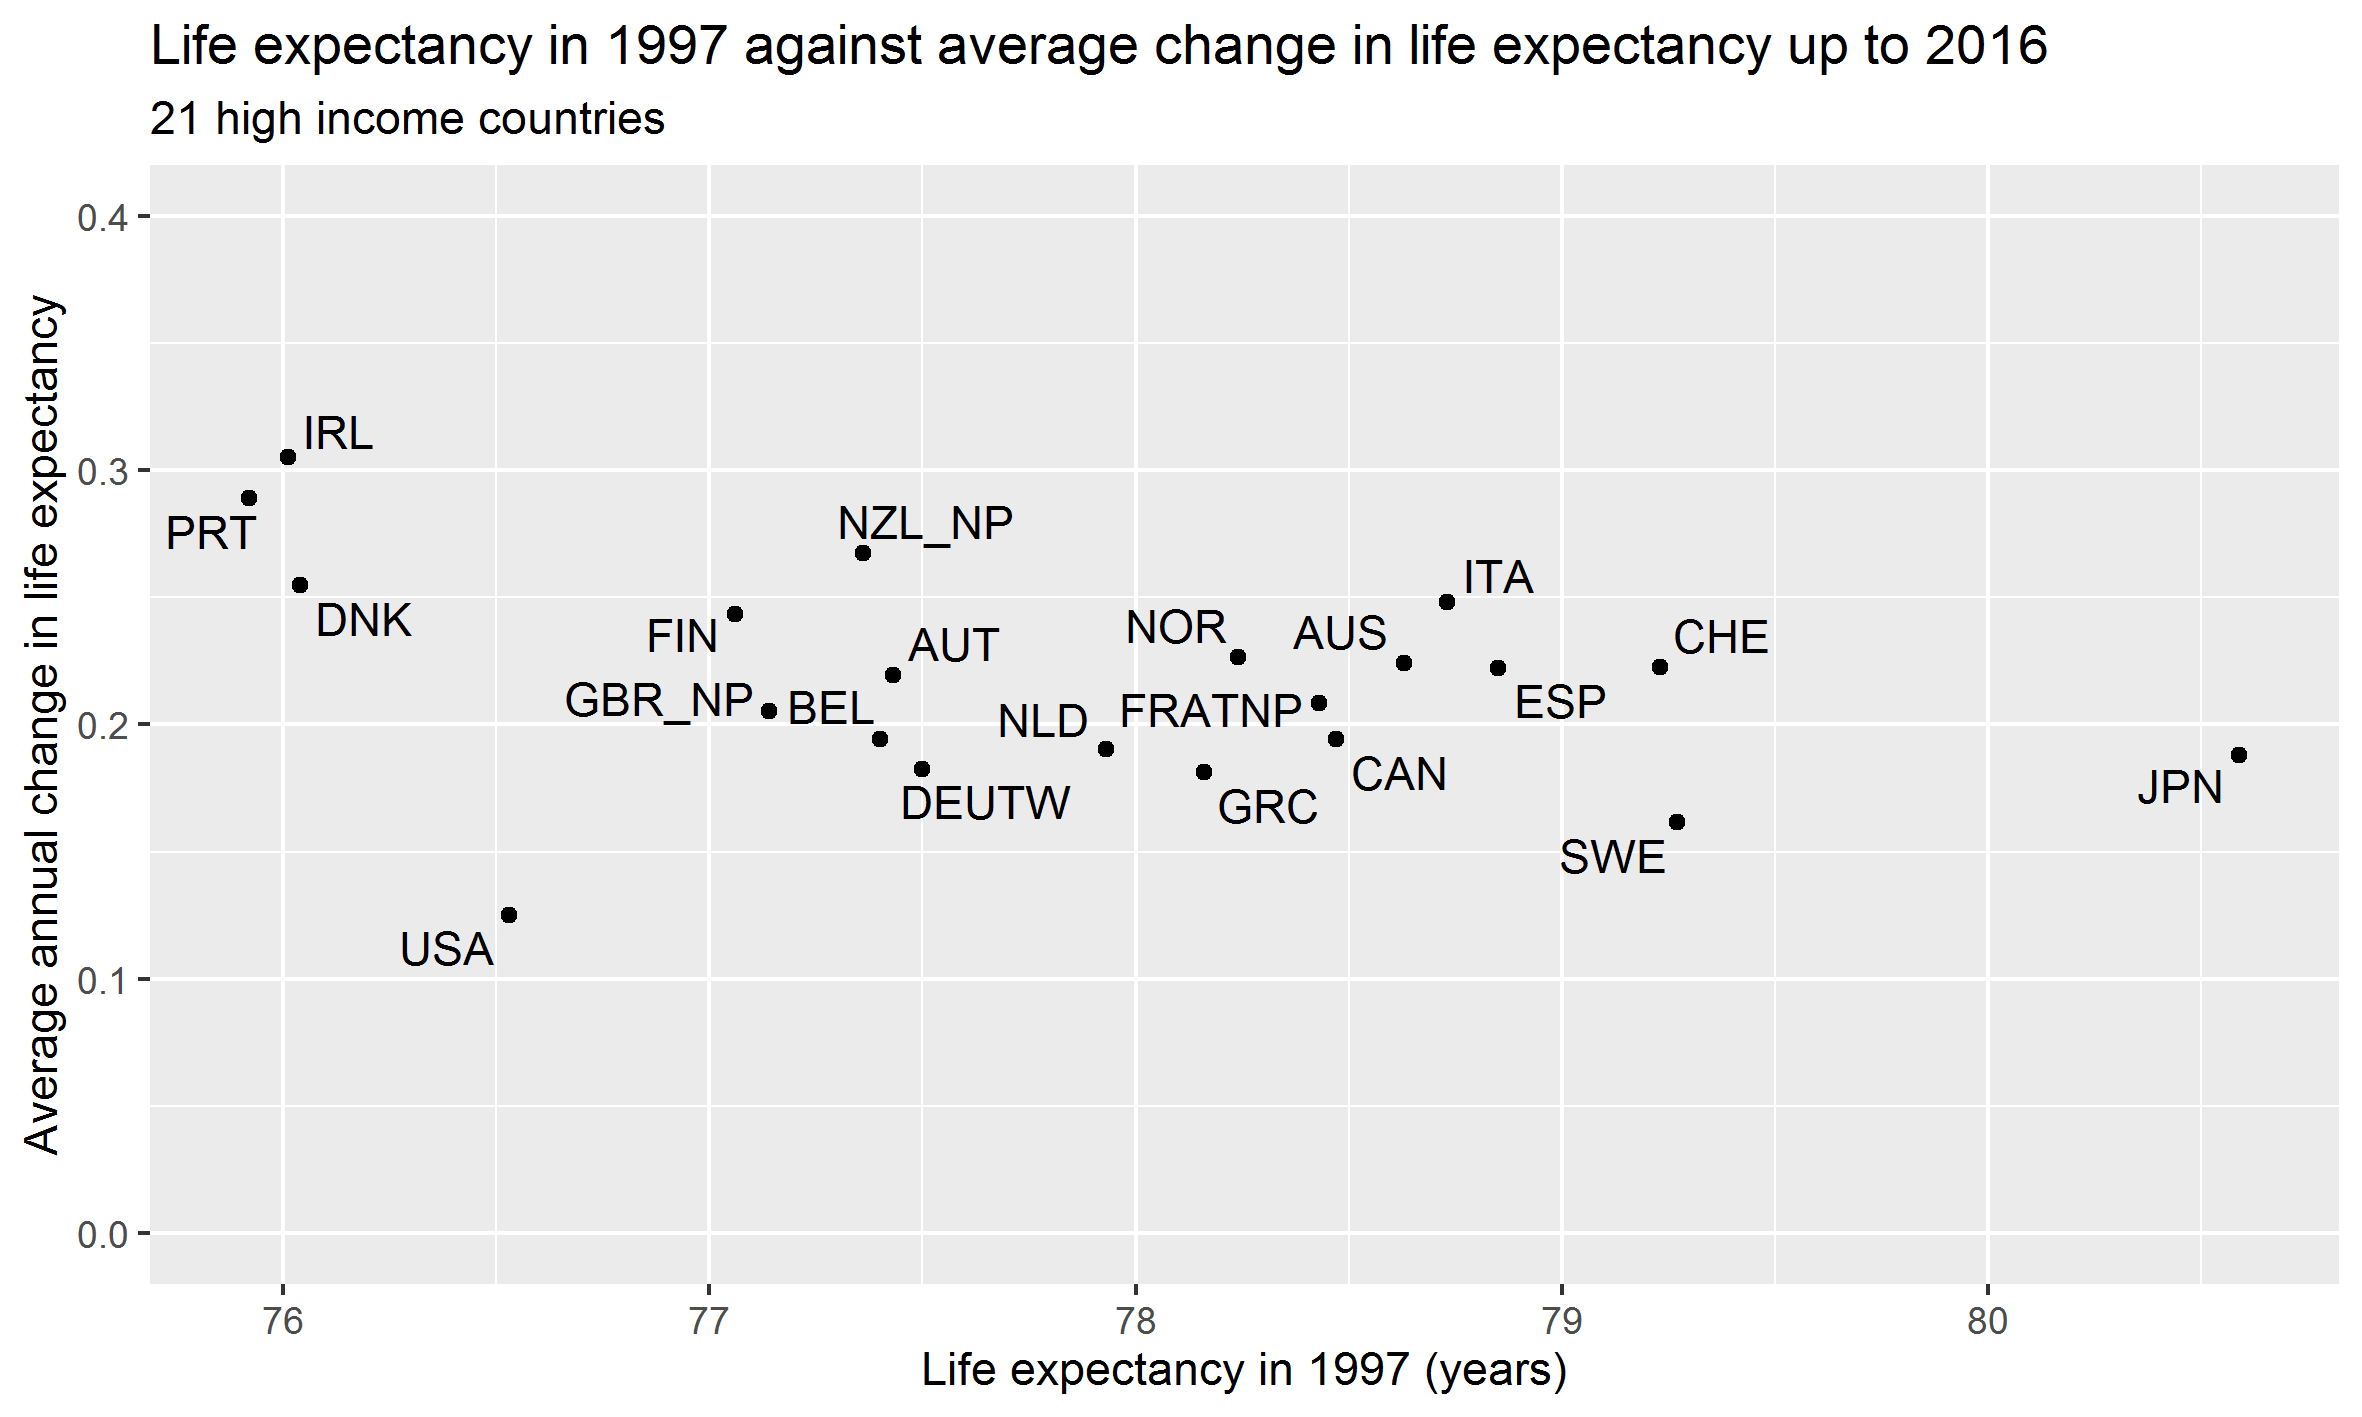 Life expectancy in 1997 against average change in life expectancy up to 2016
21 high income countries
Average annual change in life expectancy
0.4
0.3
0.2
0.1
0.0
IRL
PRT
NZL_NP
ITA
DNK
FIN
NOR
AUS
CHE
AUT
GBR_NP
BEL
NLD
FRATNP
ESP
DEUTW
GRC
CAN
JPN
SWE
USA
76
77
78
79
80
Life expectancy in 1997 (years)